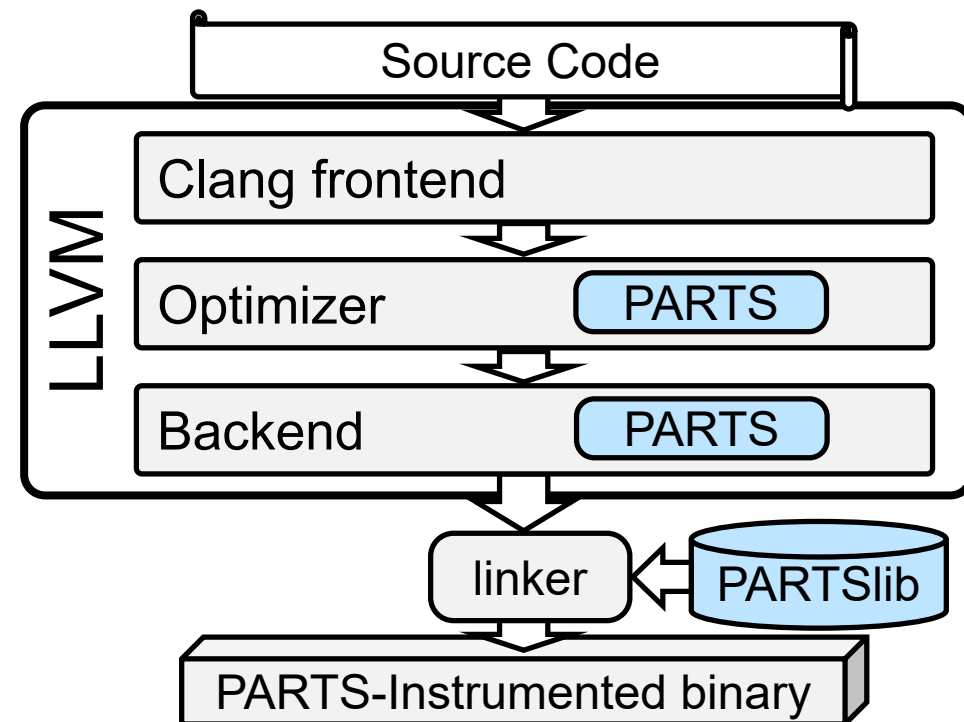 Source Code
LLVM
Clang frontend
Optimizer
PARTS
Backend
PARTS
linker
PARTSlib
PARTS-Instrumented binary